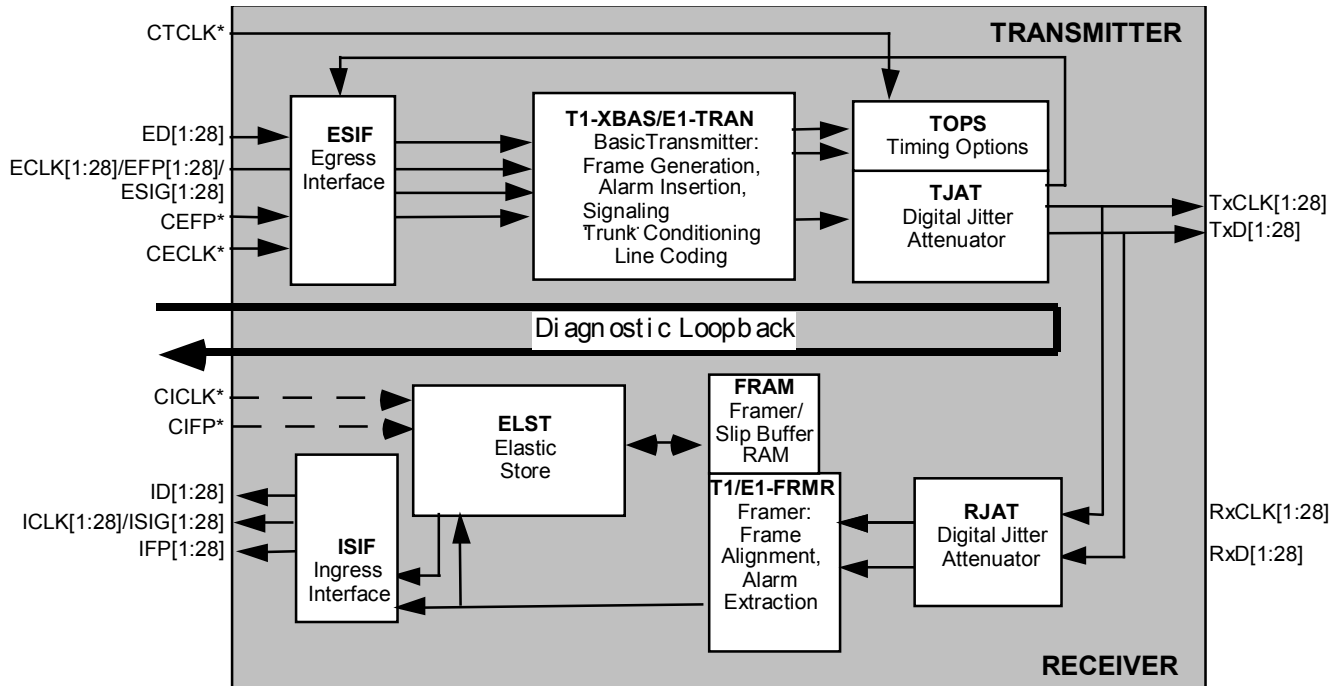 TRANSMITTER
CTCLK*
ED[1:28]
ECLK[1:28]/EFP[1:28]/
ESIG[1:28]
CEFP*
CECLK*
ESIF
Egress
Interface
T1-XBAS/E1-TRAN
BasicTransmitter:
Frame Generation,
Alarm Insertion,
Signaling
Trunk Conditioning
Line Coding
TOPS
Timing Options
TJAT
Digital Jitter
Attenuator
TxCLK[1:28]
TxD[1:28]
Diagnostic Loopback
CICLK*
CIFP*
ID[1:28]
ICLK[1:28]/ISIG[1:28]
IFP[1:28]
ELST
Elastic
Store
ISIF
Ingress
Interface
FRAM
Framer/
Slip Buffer
RAM
T1/E1-FRMR
Framer:
Frame
Alignment,
Alarm
Extraction
RJAT
Digital Jitter
Attenuator
RxCLK[1:28]
RxD[1:28]
RECEIVER